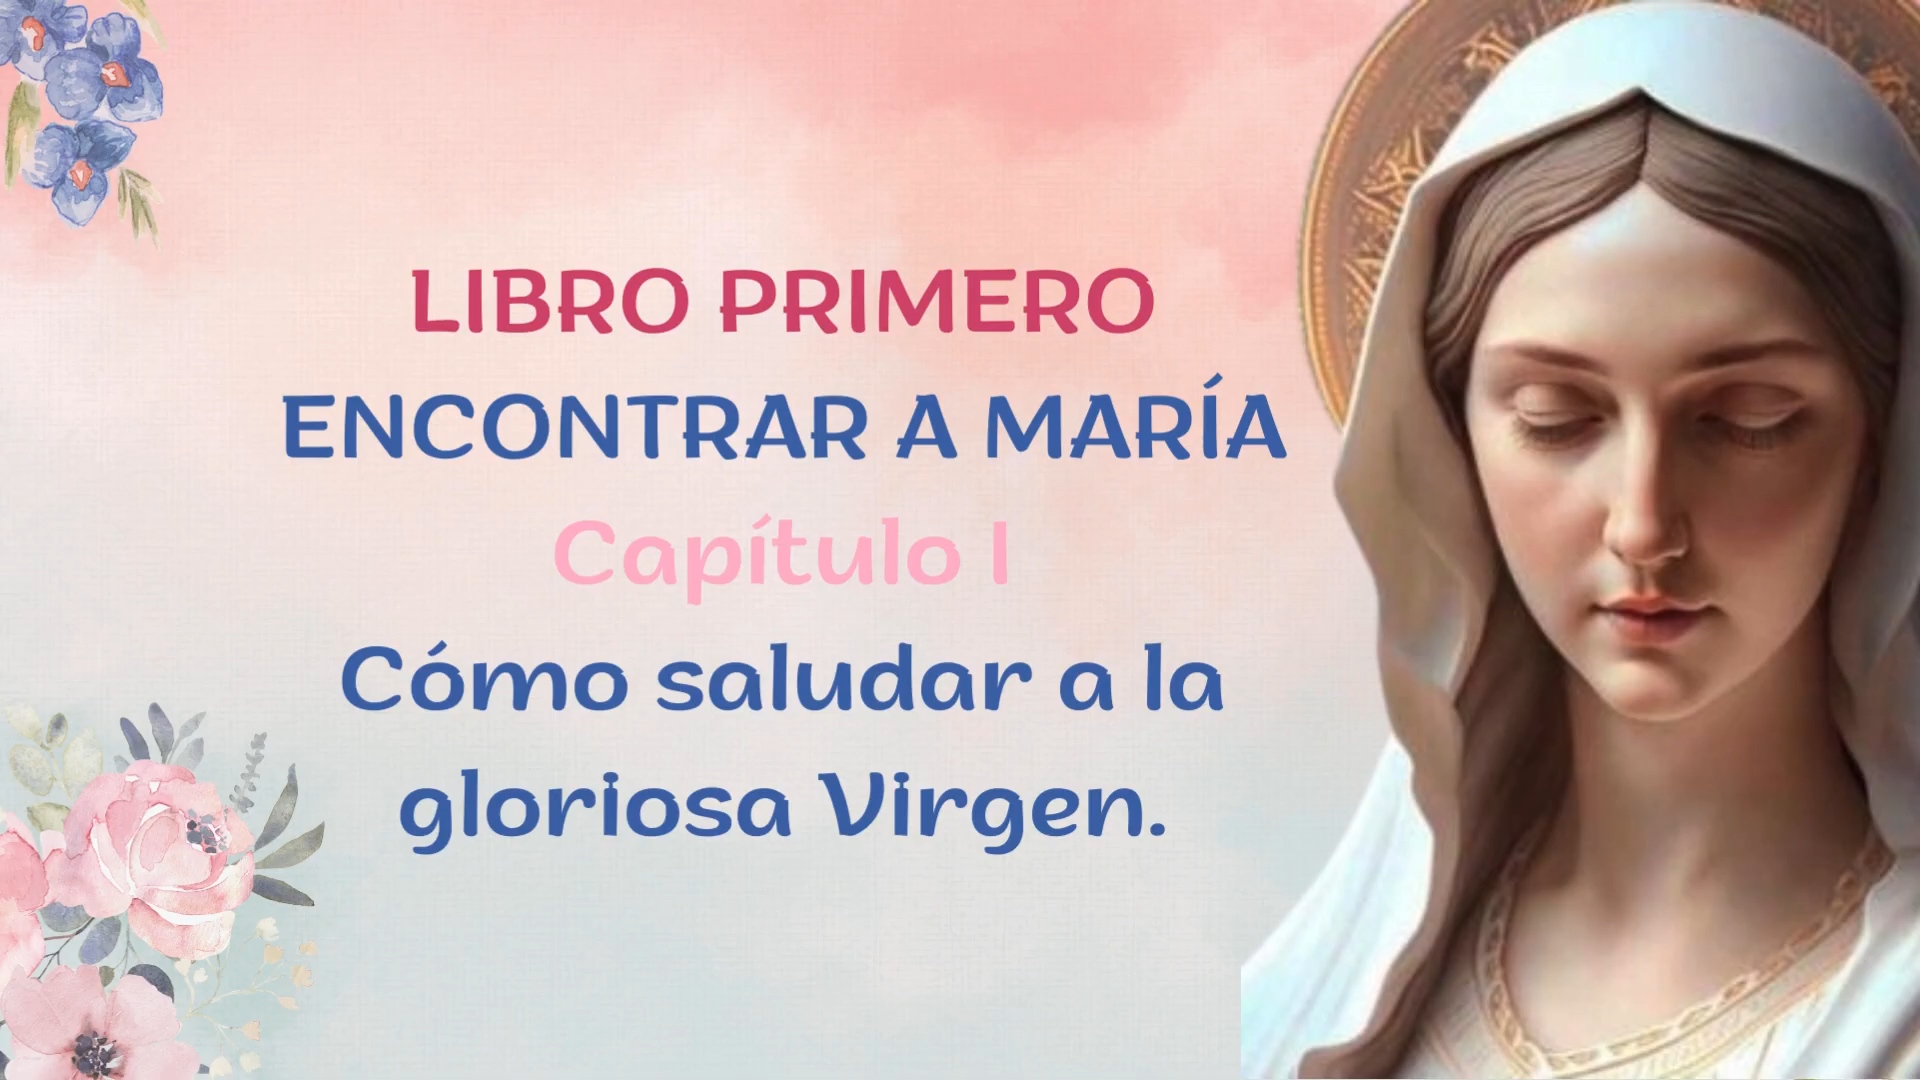 LIBRO PRIMERO
ENCONTRAR A MARÍA
Capítulo I
Cómo saludar a la
gloriosa Virgen.